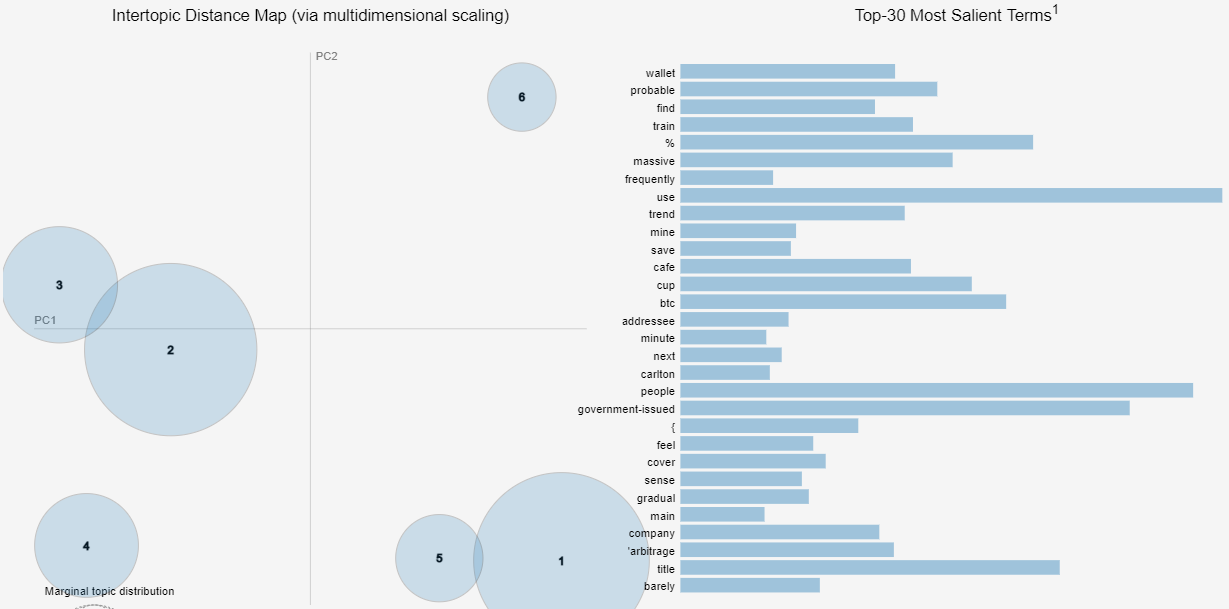 Intertopic Distance Map (via multidimensional scaling)
PC2
6
3
PC1
2
4
5
1
Marginal topic distribution
Top-30 Most Salient Terms1
wallet
probable
find
train
%
massive
frequently
use
trend
mine
save
cafe
cup
btc
addressee
minute
next
carlton
people
government-issued
{
feel
cover
sense
gradual
main
company
'arbitrage
title
barely